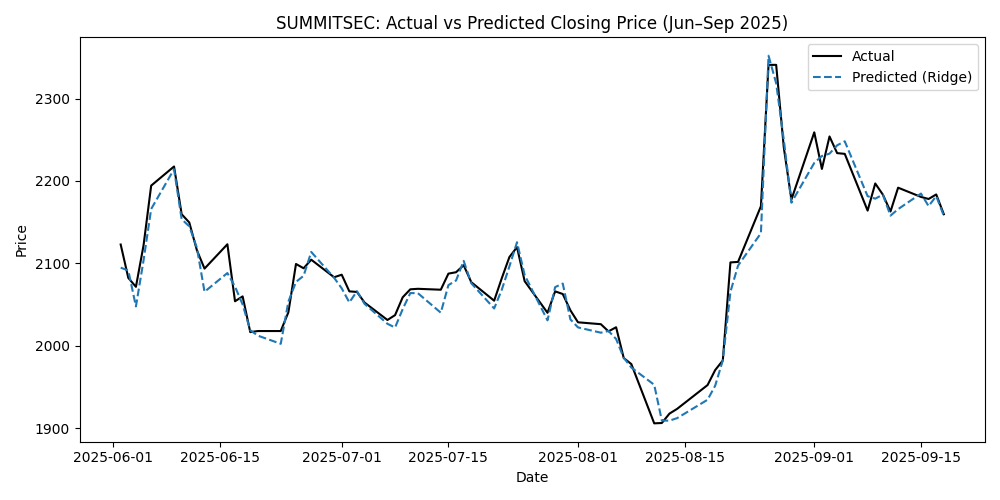 SUMMITSEC: Actual vs Predicted Closing Price (Jun–Sep 2025)
Actual
Predicted (Ridge)
Price
2300
2200
2100
2000
1900
2025-06-01 2025-06-15 2025-07-01 2025-07-15 2025-08-01 2025-08-15 2025-09-01 2025-09-15
Date